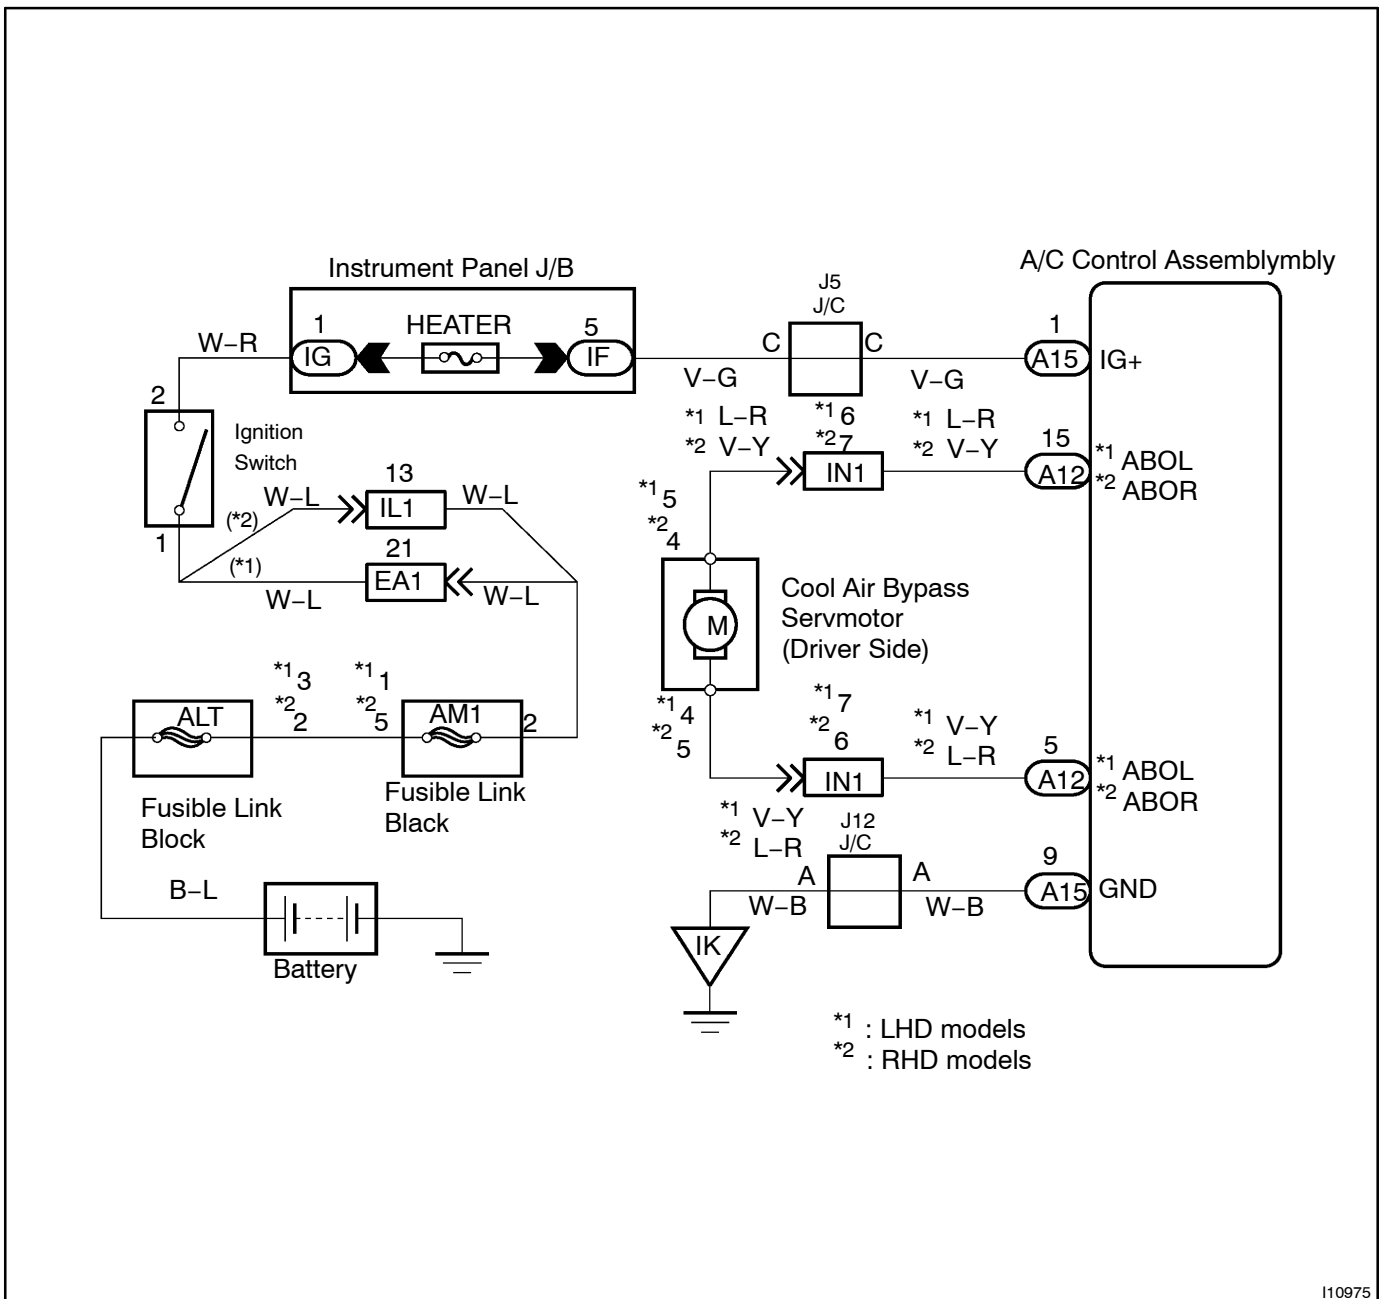 A/C Control Assemblymbly
Instrument Panel J/B
J5
J/C
1
HEATER
5
1
W-R
IG
IF
C
C
A15
IG+
V-G
V-G
2
*1 L-R
*2 V-Y
*1 6
*2 7
*1 L-R
*2 V-Y
15
Ignition
Switch
IN1
A12
*1 ABOL
*2 ABOR
13
W-L
IL1
W-L
(*2)
*1 5
*2 4
1
21
(*1)
EA1
W-L
W-L
M
Cool Air Bypass
Servmotor
(Driver Side)
*1 3
*2 2
*1 1
*2 5
ALT
AM1
2
*1 4
*2 5
*1 7
*2 6
*1 V-Y
*2 L-R
5
IN1
A12
*1 ABOL
*2 ABOR
Fusible Link
Block
Fusible Link
Black
*1 V-Y
*2 L-R
J12
J/C
9
A
A
B-L
W-B
W-B
A15
GND
IK
Battery
*1 : LHD models
*2 : RHD models
I10975